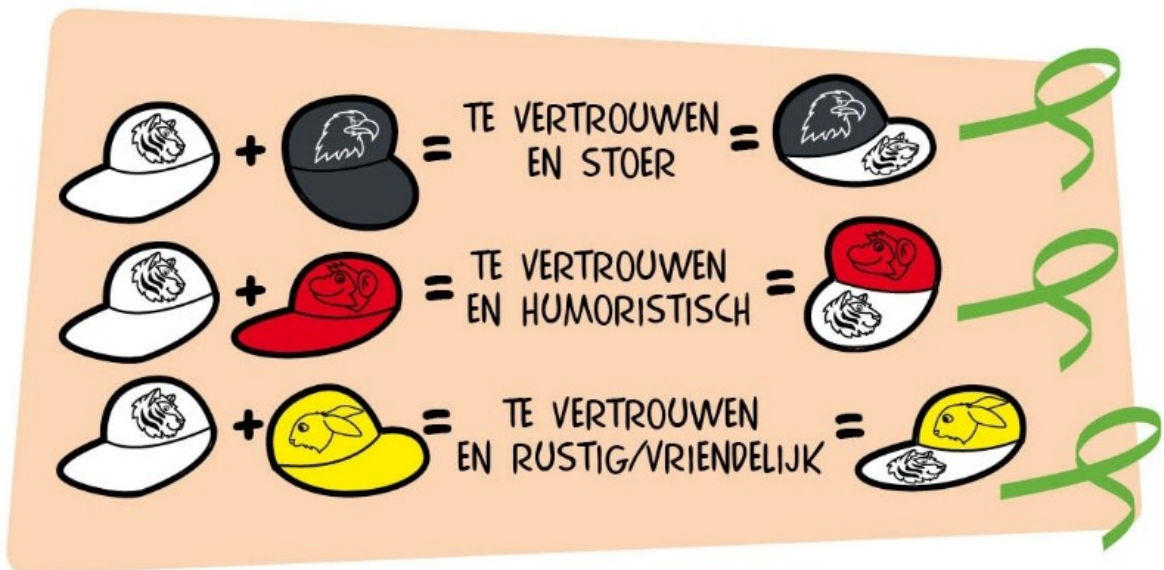 + = TE VERTROUWEN =
EN STOER
+ = TE VERTROUWEN =
EN HUMORISTISCH
+ = TE VERTROUWEN =
EN RUSTIG/VRIENDELIJK